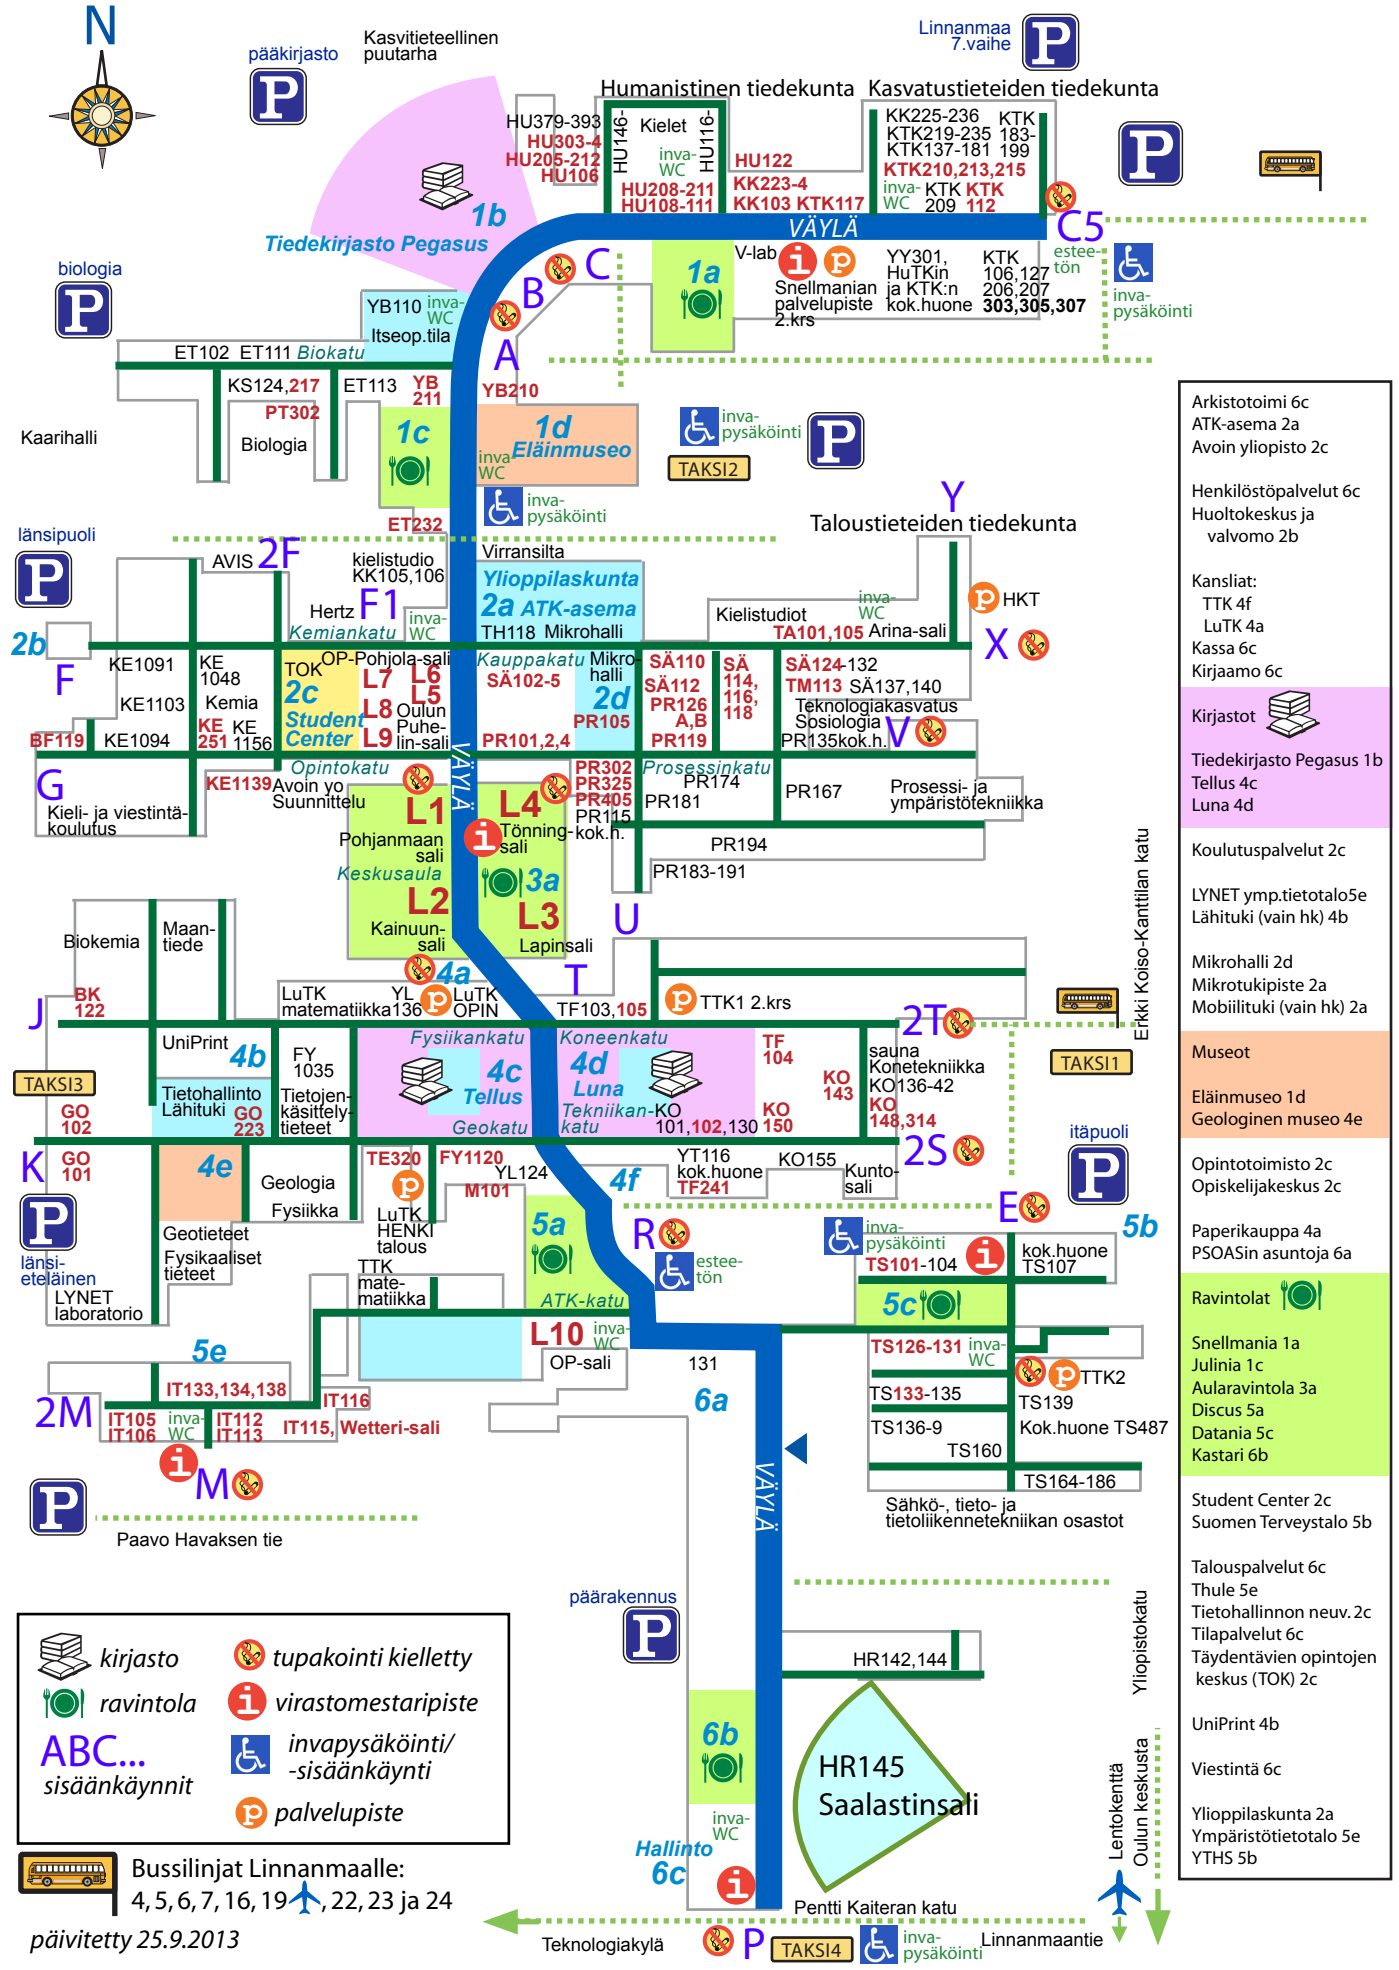 N
pääkirjasto
P
Kasvitieteellinen
puutarha
Linnanmaa
7.vaihe
P
Humanistinen tiedekunta
Kasvatustieteiden tiedekunta
HU379-393
HU303-4
HU205-212
HU106
HU146-
Kielet
inva-
WC
HU116-
HU208-211
HU108-111
HU122
KK223-4
KK103 KTK117
KK225-236
KTK219-235
KTK137-181
KTK
183-
199
KTK210,213,215
inva-
WC
KTK
209
KTK
112
P
1b
Tiedekirjasto Pegasus
VÄYLÄ
C5
estee-
tön
inva-
pysäköinti
C
B
A
1a
V-lab
i
p
Snellmanian
palvelupiste
2.krs
YY301,
HuTKin
ja KTK:n
kok.huone
KTK
106,127
206,207
303,305,307
biologia
P
YB110
inva-
WC
Itseop.tila
ET102 ET111 Biokatu
KS124,217
PT302
Biologia
ET113
YB
211
YB210
Kaarihalli
1c
1d
Eläinmuseo
inva-
WC
inva-
pysäköinti
TAKSI2
P
inva-
pysäköinti
ET232
Y
Taloustieteiden tiedekunta
länsipuoli
P
AVIS
2F
kielistudio
KK105,106
Hertz
F1
inva-
WC
Kemiankatu
Virransilta
Ylioppilaskunta
2a ATK-asema
TH118 Mikrohalli
Kielistudiot
inva-
WC
TA101,105 Arina-sali
p HKT
X
2b
F
KE1091
KE
1048
KE1103
Kemia
KE
251
KE
1156
BF119
KE1094
TOK
2c
Student
Center
OP-Pohjola-sali
L7
L6
L5
L8
Oulun
Puhe-
lin-sali
L9
Kauppakatu
SÄ102-5
Mikro-
halli
2d
PR105
PR101,2,4
SÄ110
SÄ112
PR126
A,B
PR119
SÄ
114,
116,
118
SÄ124-132
TM113 SÄ137,140
Teknologiakasvatus
Sosiologia
PR135kok.h.
V
G
Kieli- ja viestintä-
koulutus
KE1139
Opintokatu
Avoin yo
Suunnittelu
VÄYLÄ
PR302
PR325
PR405
PR115
kok.h.
Prosessinkatu
PR174
PR181
PR167
Prosessi- ja
ympäristötekniikka
PR194
PR183-191
L1
Pohjanmaan
sali
Keskusaula
L2
Kainuun-
sali
L4
i
Tönning-
sali
3a
L3
Lapinsali
U
Erkki Koiso-Kanttilan katu
Biokemia
Maan-
tiede
BK
122
J
LuTK
matematiikka
YL
136
p
4a
LuTK
OPIN
T
TF103,105
p TTK1 2.krs
2T
TAKSI1
UniPrint
4b
FY
1035
Tietohallinto
Lähituki
GO
223
Tietojen-
käsittely-
tieteet
TAKSI3
GO
102
Fysiikankatu
4c
Tellus
Geokatu
Koneenkatu
4d
Luna
Tekniikan-
katu
KO
101,102,130
TF
104
KO
150
KO
143
sauna
Konetekniikka
KO136-42
KO
148,314
2S
itäpuoli
P
K
GO
101
P
länsi-
eteläinen
4e
Geologia
Fysiikka
Geotieteet
Fysikaaliset
tieteet
LYNET
laboratorio
TE320
p
LuTK
HENKI
talous
FY1120
M101
YL124
4f
YT116
kok.huone
TF241
KO155
Kunto-
sali
5a
R
estee-
tön
E
5b
inva-
pysäköinti
TS101-104
i
kok.huone
TS107
5c
TTK
mate-
matiikka
ATK-katu
L10
inva-
WC
OP-sali
131
6a
TS126-131
inva-
WC
p TTK2
TS133-135
TS139
TS136-9
Kok.huone TS487
TS160
TS164-186
Sähkö-, tieto- ja
tietoliikennetekniikan osastot
5e
2M
IT133,134,138
IT116
IT105
IT106
inva-
WC
IT112
IT113
IT115, Wetteri-sali
i
M
P
Paavo Havaksen tie
VÄYLÄ
päärakennus
P
HR142,144
6b
HR145
Saalastinsali
inva-
WC
Hallinto
6c
i
Pentti Kaiteran katu
Teknologiakylä
P
TAKSI4
inva-
pysäköinti
Linnanmaantie
Yliopistokatu
Lentokenttä
Oulun keskusta
kirjasto
ravintola
ABC...
sisäänkäynnit
tupakointi kielletty
i virastomestaripiste
invapysäköinti/
-sisäänkäynti
p palvelupiste
Bussilinjat Linnanmaalle:
4, 5, 6, 7, 16, 19 , 22, 23 ja 24
päivitetty 25.9.2013
Arkistotoimi 6c
ATK-asema 2a
Avoin yliopisto 2c
Henkilöstöpalvelut 6c
Huoltokeskus ja
valvomo 2b
Kansliat:
TTK 4f
LuTK 4a
Kassa 6c
Kirjaamo 6c
Kirjastot
Tiedekirjasto Pegasus 1b
Tellus 4c
Luna 4d
Koulutuspalvelut 2c
LYNET ymp.tietotalo5e
Lähituki (vain hk) 4b
Mikrohalli 2d
Mikrotukipiste 2a
Mobiilituki (vain hk) 2a
Museot
Eläinmuseo 1d
Geologinen museo 4e
Opintotoimisto 2c
Opiskelijakeskus 2c
Paperikauppa 4a
PSOASin asuntoja 6a
Ravintolat
Snellmania 1a
Julinia 1c
Aularavintola 3a
Discus 5a
Datania 5c
Kastari 6b
Student Center 2c
Suomen Terveystalo 5b
Talouspalvelut 6c
Thule 5e
Tietohallinnon neuv. 2c
Tilapalvelut 6c
Täydentävien opintojen
keskus (TOK) 2c
UniPrint 4b
Viestintä 6c
Ylioppilaskunta 2a
Ympäristötietotalo 5e
YTHS 5b